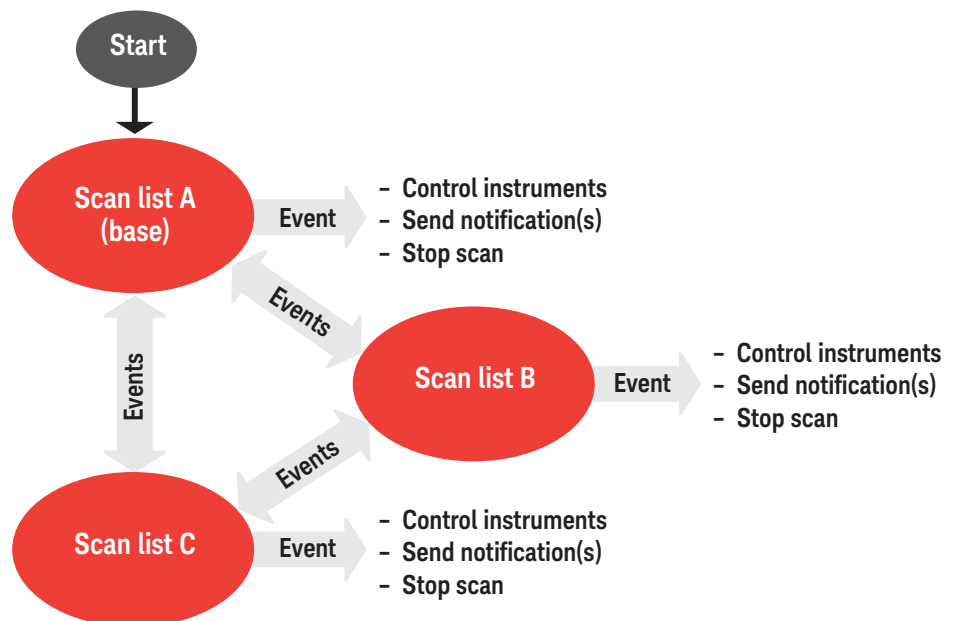 Start
Scan list A
(base)
Event
– Control instruments
– Send notification(s)
– Stop scan
Events
Events
Scan list B
Event
– Control instruments
– Send notification(s)
– Stop scan
Events
Scan list C
Event
– Control instruments
– Send notification(s)
– Stop scan